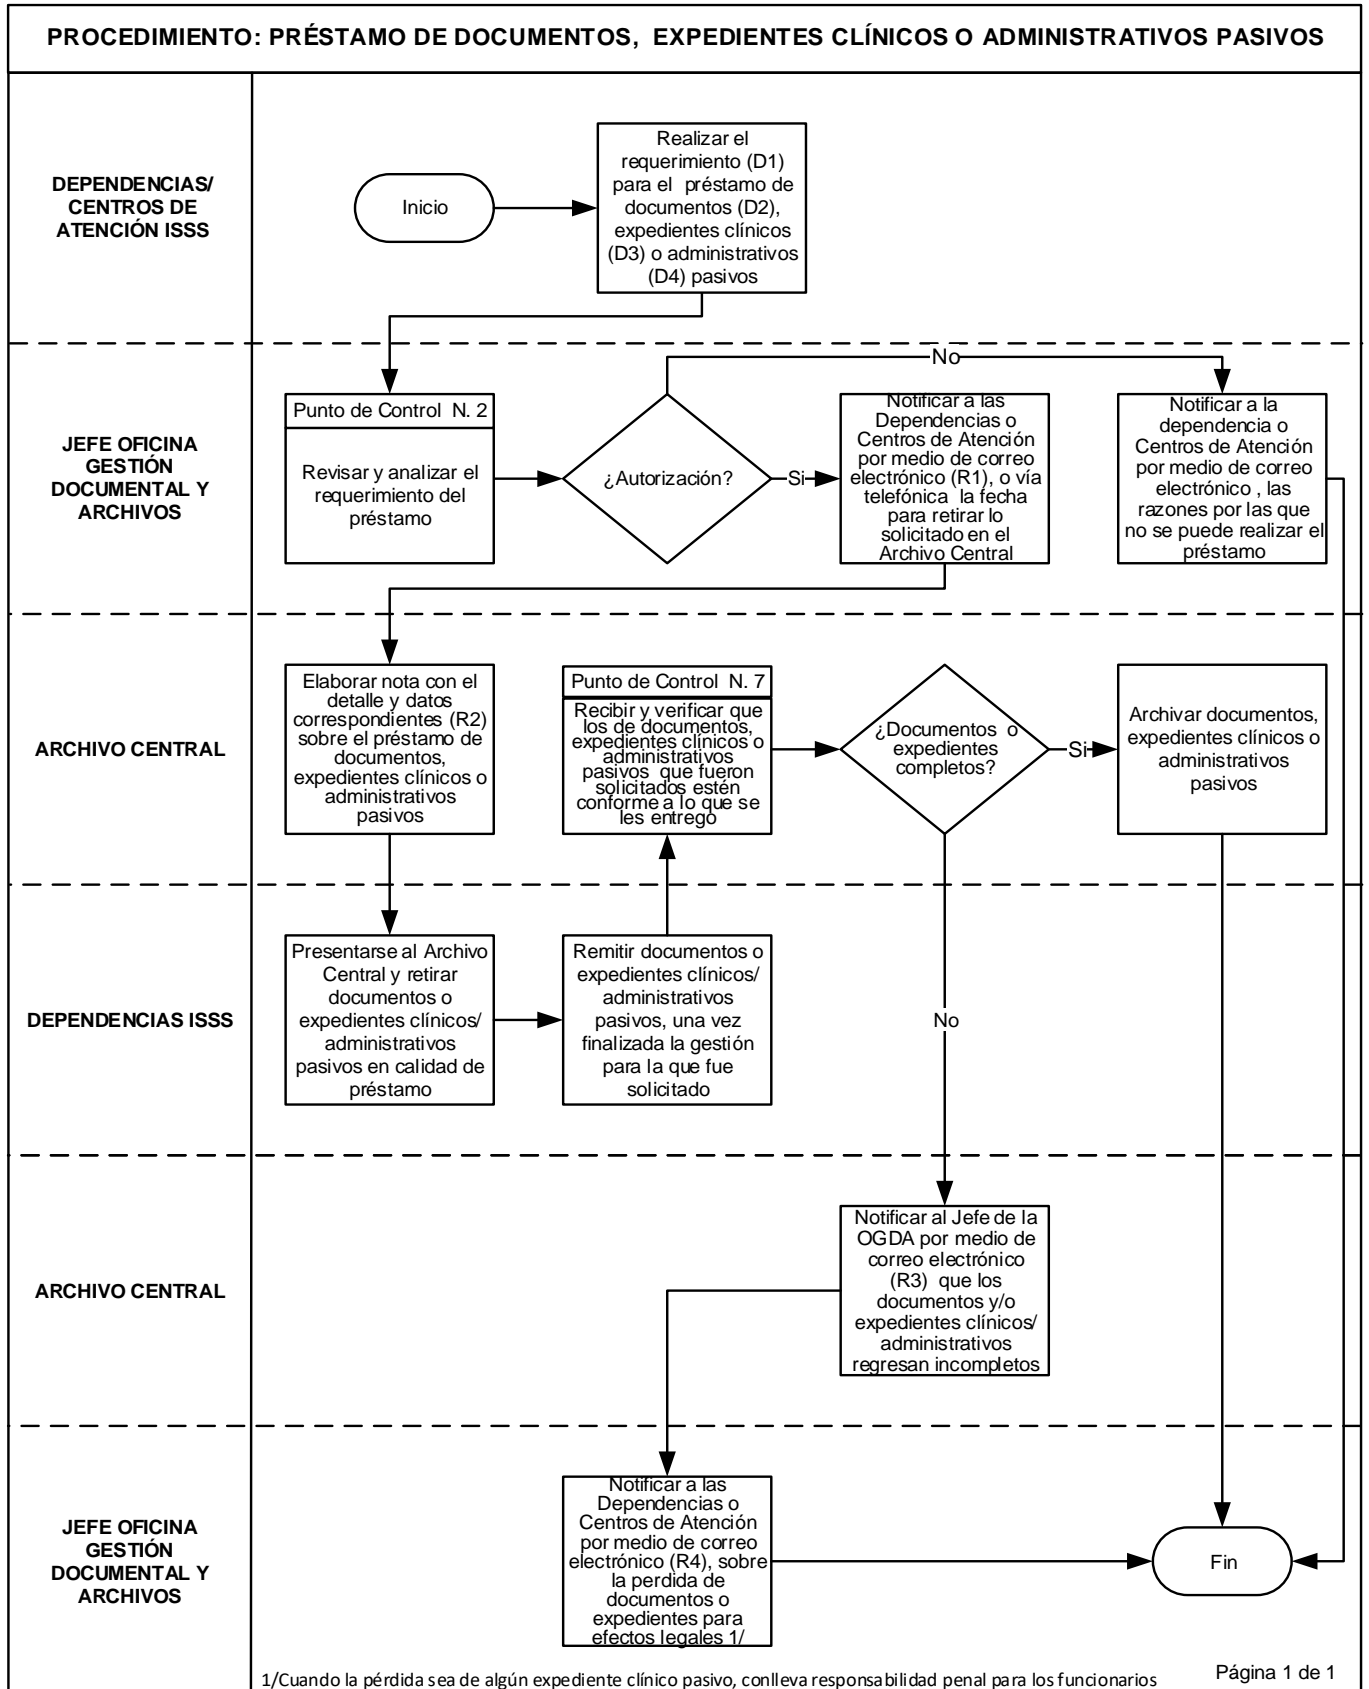 PROCEDIMIENTO: PRÉSTAMO DE DOCUMENTOS, EXPEDIENTES CLÍNICOS O ADMINISTRATIVOS PASIVOS
DEPENDENCIAS/
CENTROS DE
ATENCIÓN ISSS
Inicio
Realizar el
requerimiento (D1)
para el préstamo de
documentos (D2),
expedientes clínicos
(D3) o administrativos
(D4) pasivos
JEFE OFICINA
GESTIÓN
DOCUMENTAL Y
ARCHIVOS
Punto de Control N. 2
Revisar y analizar el
requerimiento del
préstamo
¿Autorización?
Si
No
Notificar a las
Dependencias o
Centros de Atención
por medio de correo
electrónico (R1), o vía
telefónica la fecha
para retirar lo
solicitado en el
Archivo Central
Notificar a la
dependencia o
Centros de Atención
por medio de correo
electrónico , las
razones por las que
no se puede realizar el
préstamo
ARCHIVO CENTRAL
Elaborar nota con el
detalle y datos
correspondientes (R2)
sobre el préstamo de
documentos,
expedientes clínicos o
administrativos
pasivos
Punto de Control N. 7
Recibir y verificar que
los de documentos,
expedientes clínicos o
administrativos
pasivos que fueron
solicitados estén
conforme a lo que se
les entregó
¿Documentos o
expedientes
completos?
Si
Archivar documentos,
expedientes clínicos o
administrativos
pasivos
DEPENDENCIAS ISSS
Presentarse al Archivo
Central y retirar
documentos o
expedientes clínicos/
administrativos
pasivos en calidad de
préstamo
Remitir documentos o
expedientes clínicos/
administrativos
pasivos, una vez
finalizada la gestión
para la que fue
solicitado
No
ARCHIVO CENTRAL
Notificar al Jefe de la
OGDA por medio de
correo electrónico
(R3) que los
documentos y/o
expedientes clínicos/
administrativos
regresan incompletos
JEFE OFICINA
GESTIÓN
DOCUMENTAL Y
ARCHIVOS
Notificar a las
Dependencias o
Centros de Atención
por medio de correo
electrónico (R4), sobre
la perdida de
documentos o
expedientes para
efectos legales 1/
Fin
1/Cuando la pérdida sea de algún expediente clínico pasivo, conlleva responsabilidad penal para los funcionarios
Página 1 de 1